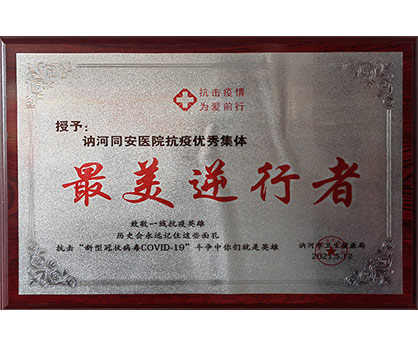 抗击疫情
为爱前行
授予：
讷河同安医院抗疫优秀集体
最美逆行者
致敬一线抗疫英雄
历史会永远记住这些面孔
抗击“新型冠状病毒COVID-19”斗争中你们就是英雄
讷河市卫生健康局
2021.5.12